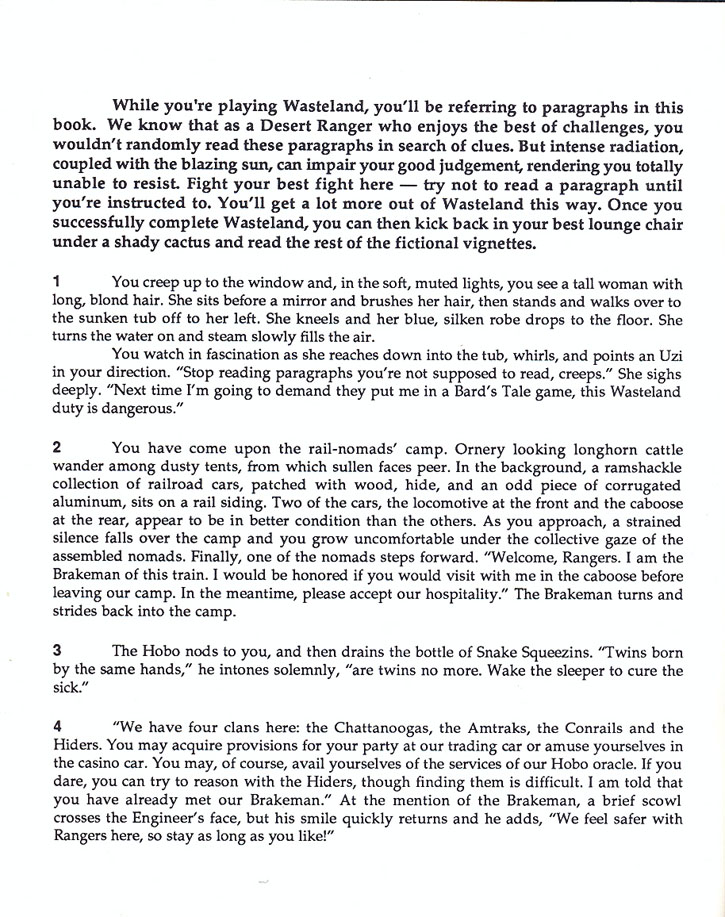 While you're playing Wasteland, you'll be referring to paragraphs in this
book. We know that as a Desert Ranger who enjoys the best of challenges, you
wouldn't randomly read these paragraphs in search of clues. But intense radiation,
coupled with the blazing sun, can impair your good judgement, rendering you totally
unable to resist. Fight your best fight here — try not to read a paragraph until
you're instructed to. You'll get a lot more out of Wasteland this way. Once you
successfully complete Wasteland, you can then kick back in your best lounge chair
under a shady cactus and read the rest of the fictional vignettes.
1 You creep up to the window and, in the soft, muted lights, you see a tall woman with
long, blond hair. She sits before a mirror and brushes her hair, then stands and walks over to
the sunken tub off to her left. She kneels and her blue, silken robe drops to the floor. She
turns the water on and steam slowly fills the air.
You watch in fascination as she reaches down into the tub, whirls, and points an Uzi
in your direction. “Stop reading paragraphs you're not supposed to read, creeps.” She sighs
deeply. “Next time I'm going to demand they put me in a Bard's Tale game, this Wasteland
duty is dangerous.”
2 You have come upon the rail-nomads' camp. Ornery looking longhorn cattle
wander among dusty tents, from which sullen faces peer. In the background, a ramshackle
collection of railroad cars, patched with wood, hide, and an odd piece of corrugated
aluminum, sits on a rail siding. Two of the cars, the locomotive at the front and the caboose
at the rear, appear to be in better condition than the others. As you approach, a strained
silence falls over the camp and you grow uncomfortable under the collective gaze of the
assembled nomads. Finally, one of the nomads steps forward. “Welcome, Rangers. I am the
Brakeman of this train. I would be honored if you would visit with me in the caboose before
leaving our camp. In the meantime, please accept our hospitality.” The Brakeman turns and
strides back into the camp.
3 The Hobo nods to you, and then drains the bottle of Snake Squeezins. “Twins born
by the same hands,” he intones solemnly, “are twins no more. Wake the sleeper to cure the
sick.”
4 “We have four clans here: the Chattanoogas, the Amtraks, the Conrails and the
Hiders. You may acquire provisions for your party at our trading car or amuse yourselves in
the casino car. You may, of course, avail yourselves of the services of our Hobo oracle. If you
dare, you can try to reason with the Hiders, though finding them is difficult. I am told that
you have already met our Brakeman.” At the mention of the Brakeman, a brief scowl
crosses the Engineer's face, but his smile quickly returns and he adds, “We feel safer with
Rangers here, so stay as long as you like!”